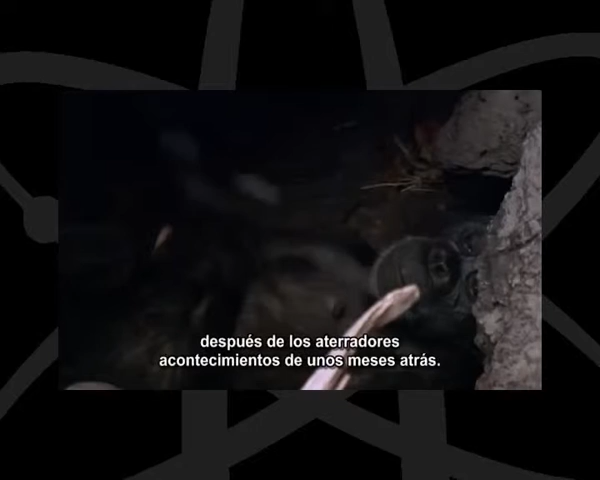 después de los aterradores
acontecimientos de unos meses atrás.